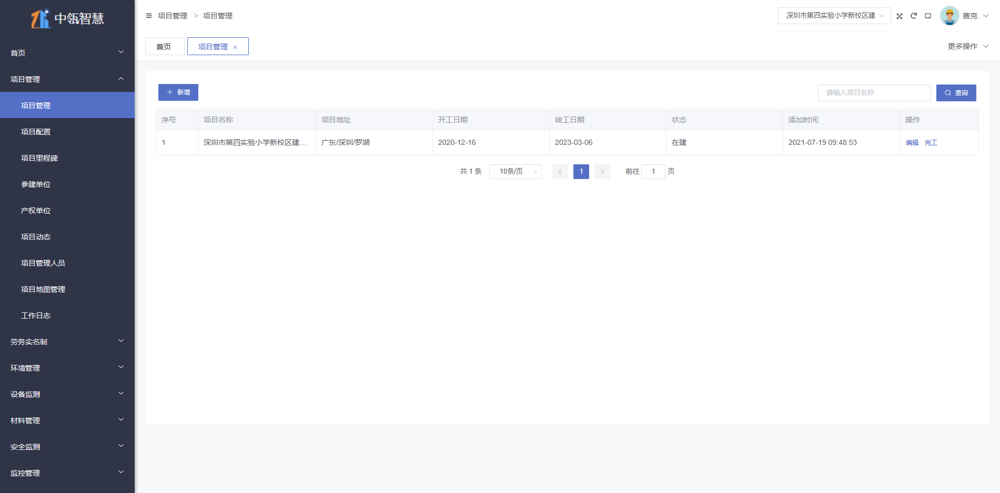 中瓴智慧
首页
项目管理
项目管理
项目配置
项目里程碑
参建单位
产权单位
项目动态
项目管理人员
项目地图管理
工作日志
劳务实名制
环境管理
设备监测
材料管理
安全监测
监控管理
项目管理 > 项目管理
深圳市第四实验小学新校区建
赛克
首页 项目管理 ×
更多操作
新增
请输入项目名称 查询
序号 项目名称 项目地址 开工日期 竣工日期 状态 添加时间 操作
1 深圳市第四实验小学新校区建... 广东/深圳/罗湖 2020-12-16 2023-03-06 在建 2021-07-19 09:48:53 编辑 完工
共 1 条 10条/页 < 1 > 前往 1 页